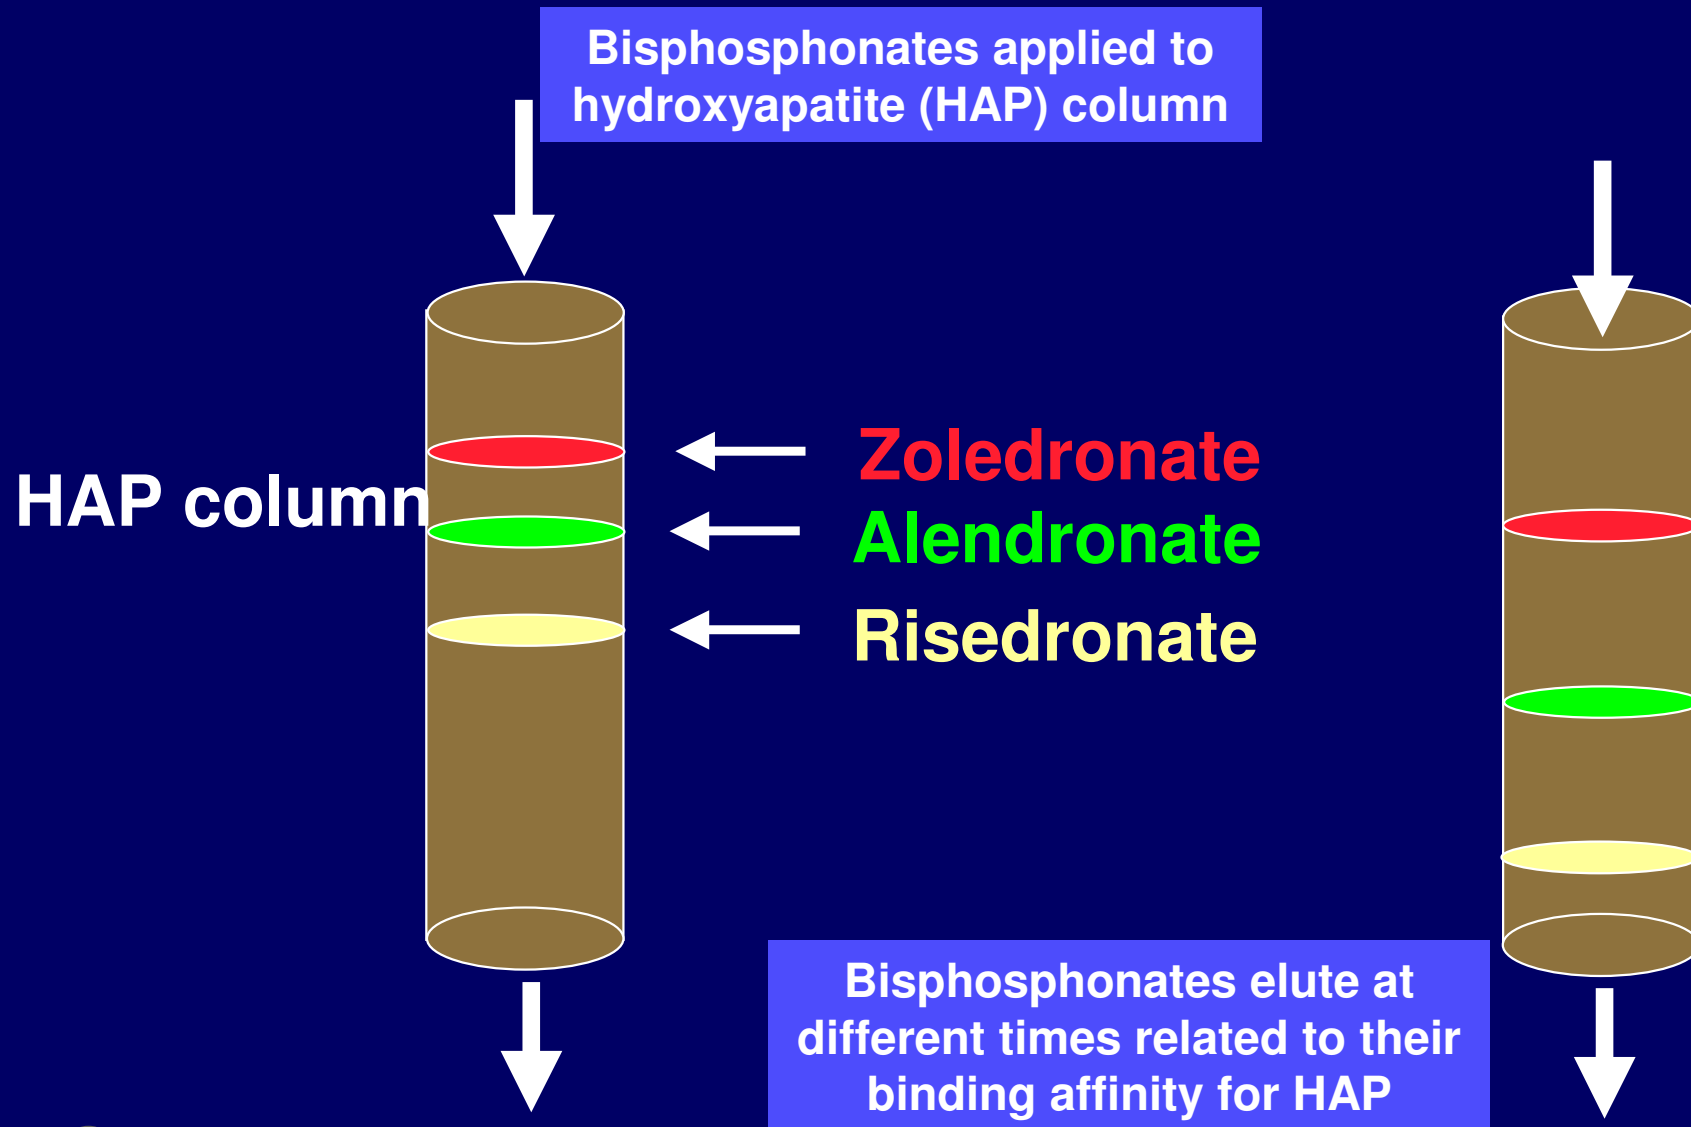 Bisphosphonates applied to
hydroxyapatite (HAP) column
HAP column
Zoledronate
Alendronate
Risedronate
Bisphosphonates elute at
different times related to their
binding affinity for HAP